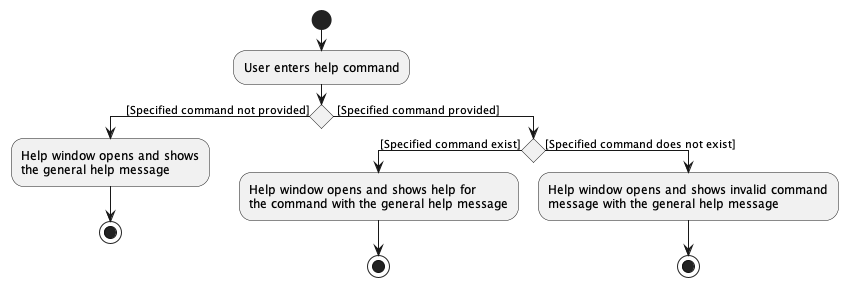 User enters help command
[Specified command not provided]
[Specified command provided]
Help window opens and shows
the general help message
[Specified command exist]
[Specified command does not exist]
Help window opens and shows help for
the command with the general help message
Help window opens and shows invalid command
message with the general help message